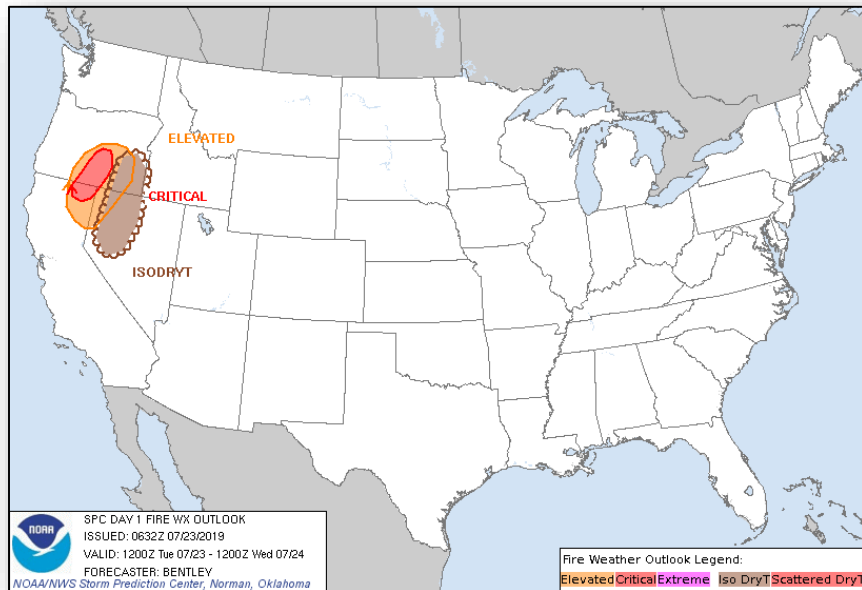 ELEVATED
CRITICAL
ISODRYT
NOAA
SPC DAY 1 FIRE WX OUTLOOK
ISSUED: 0632Z 07/23/2019
VALID: 1200Z Tue 07/23 - 1200Z Wed 07/24
FORECASTER: BENTLEY
NOAA/NWS Storm Prediction Center, Norman, Oklahoma
Fire Weather Outlook Legend:
Elevated Critical Extreme Iso DryT Scattered DryT